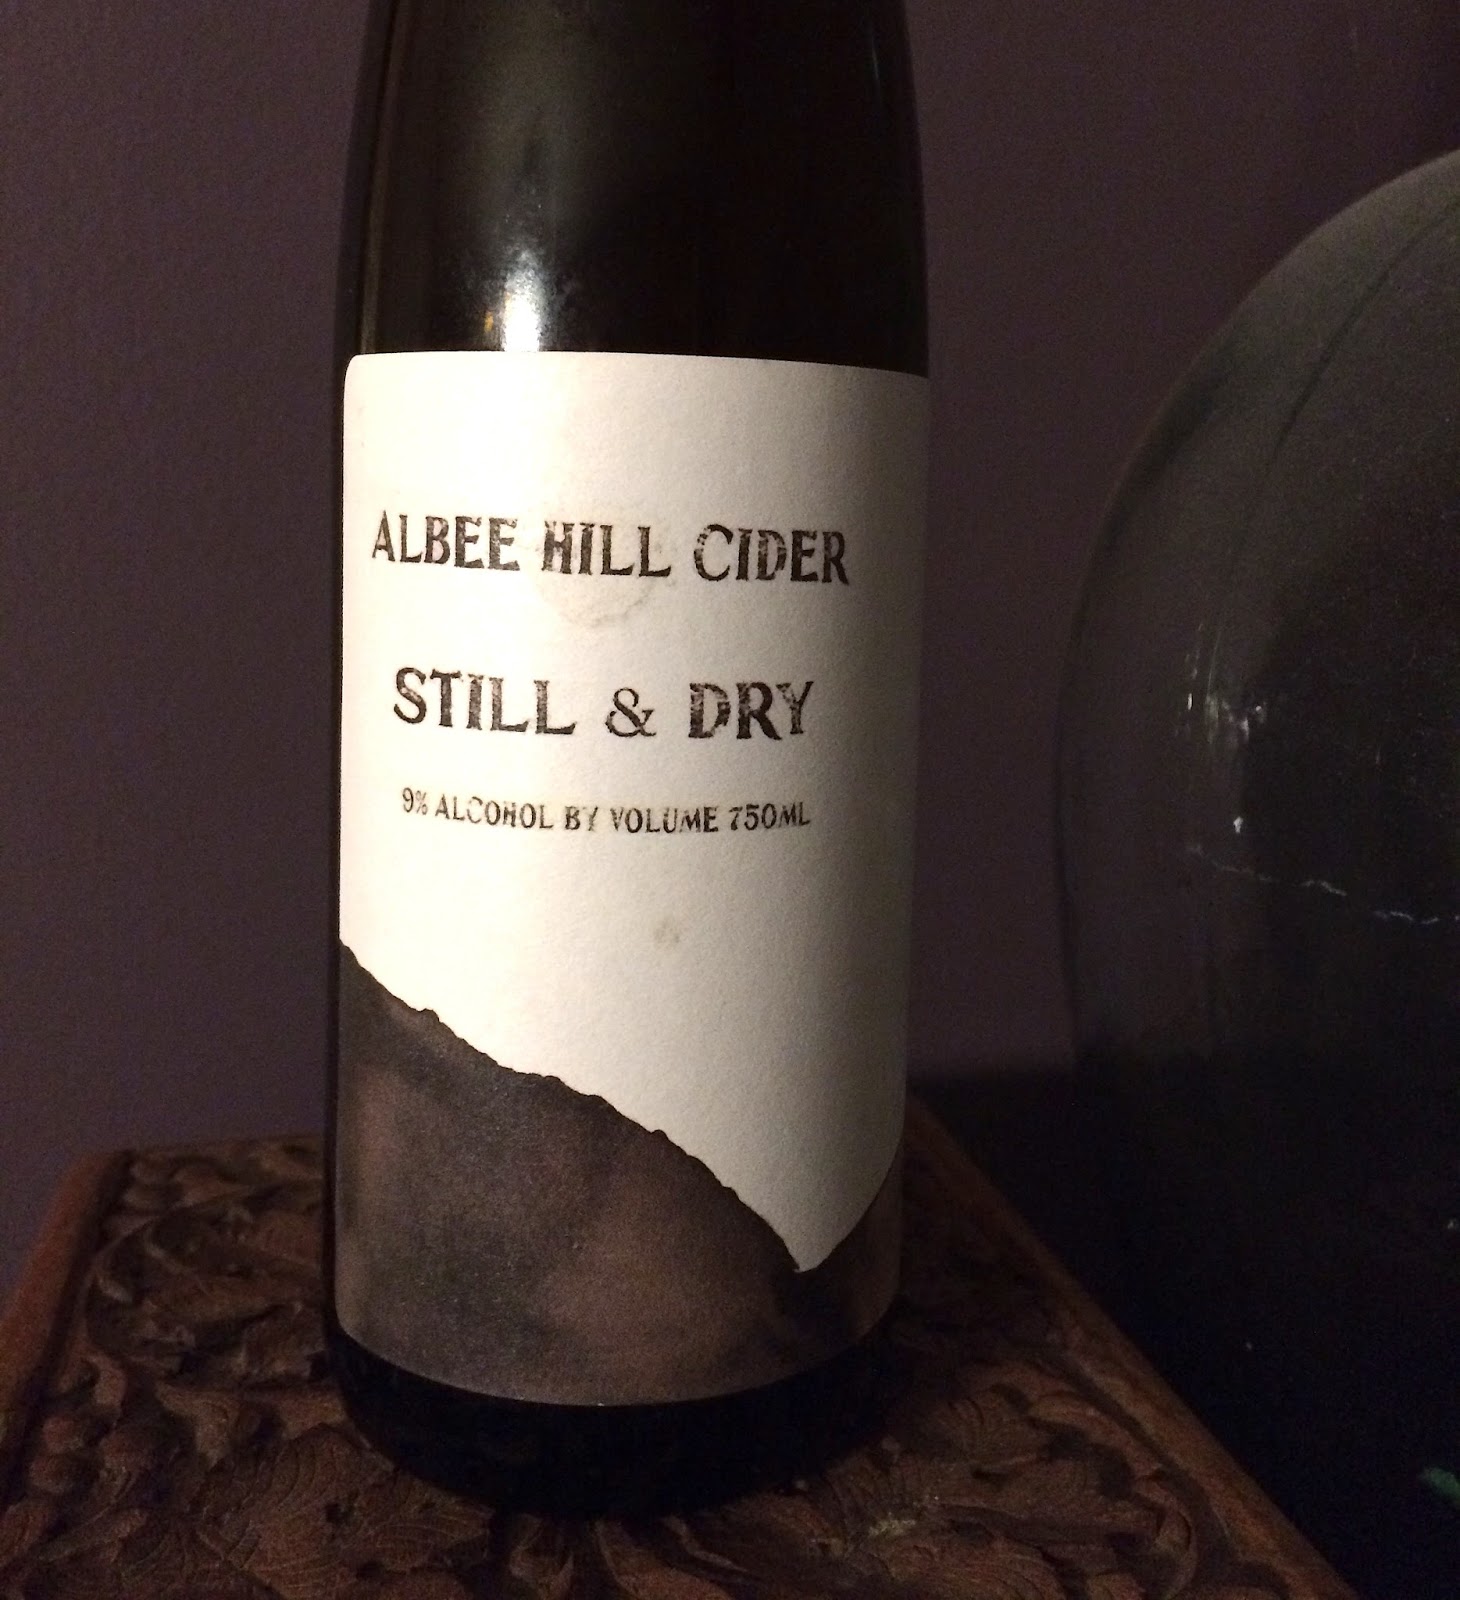 ALBEE HILL CIDER
STILL & DRY
9% ALCOHOL BY VOLUME 750ML